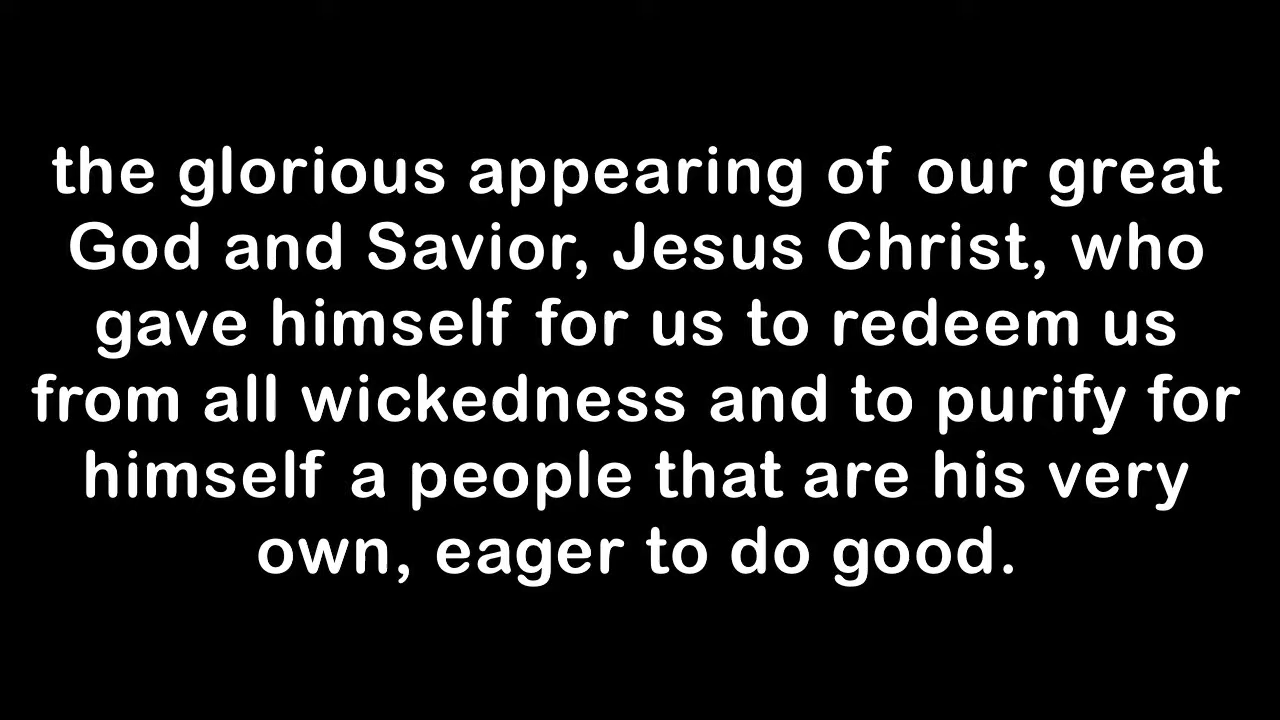 the glorious appearing of our great
God and Savior, Jesus Christ, who
gave himself for us to redeem us
from all wickedness and to purify for
himself a people that are his very
own, eager to do good.